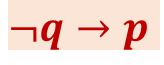 ¬q → p